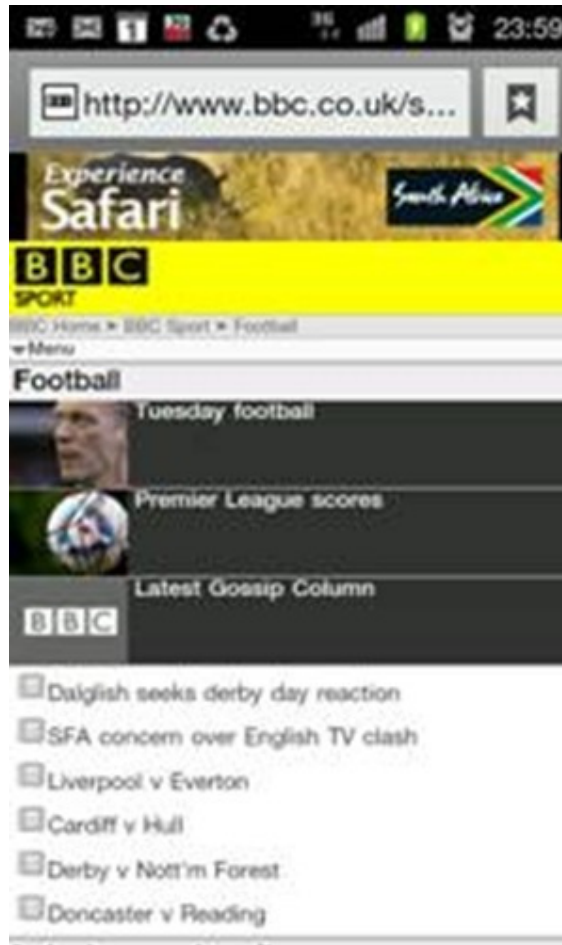 1
3G
23:59
http://www.bbc.co.uk/s...
Experience
Safari
South Africa
BBC
SPORT
BBC Home ► BBC Sport ► Football
Menu
Football
Tuesday football
Premier League scores
Latest Gossip Column
BBC
Dalglish seeks derby day reaction
SFA concern over English TV clash
Liverpool v Everton
Cardiff v Hull
Derby v Nott'm Forest
Doncaster v Reading